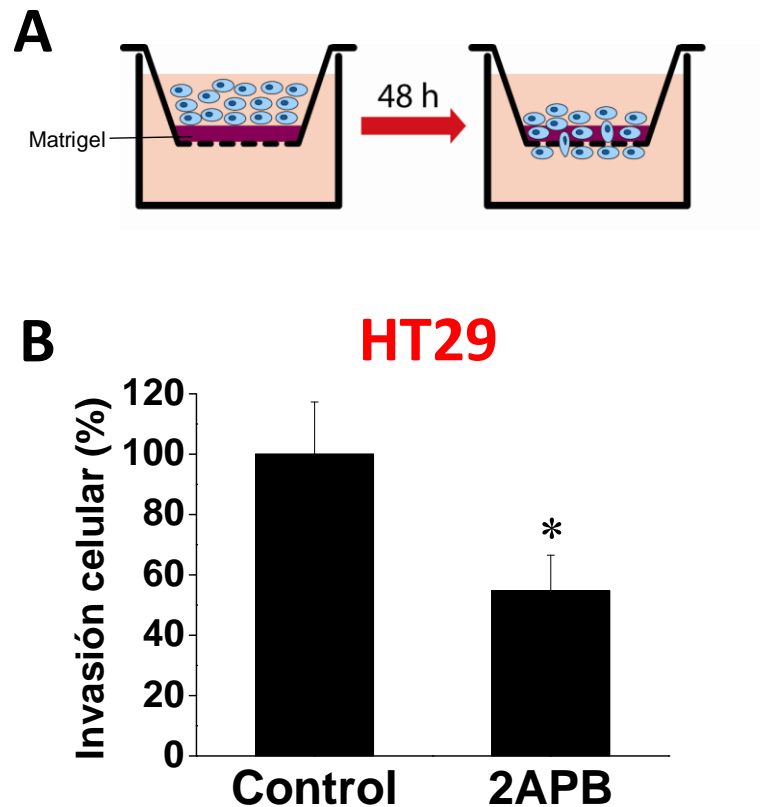 A
48 h
Matrigel
B
HT29
Invasión celular (%)
120
100
80
60
40
20
0
*
Control 2APB